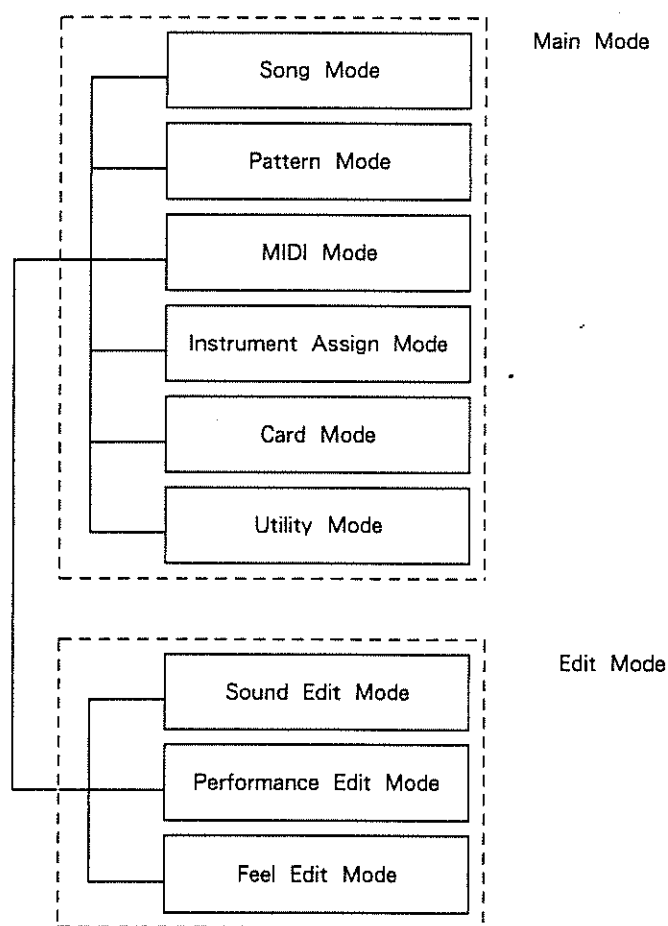 Main Mode
Song Mode
Pattern Mode
MIDI Mode
Instrument Assign Mode
Card Mode
Utility Mode
Edit Mode
Sound Edit Mode
Performance Edit Mode
Feel Edit Mode